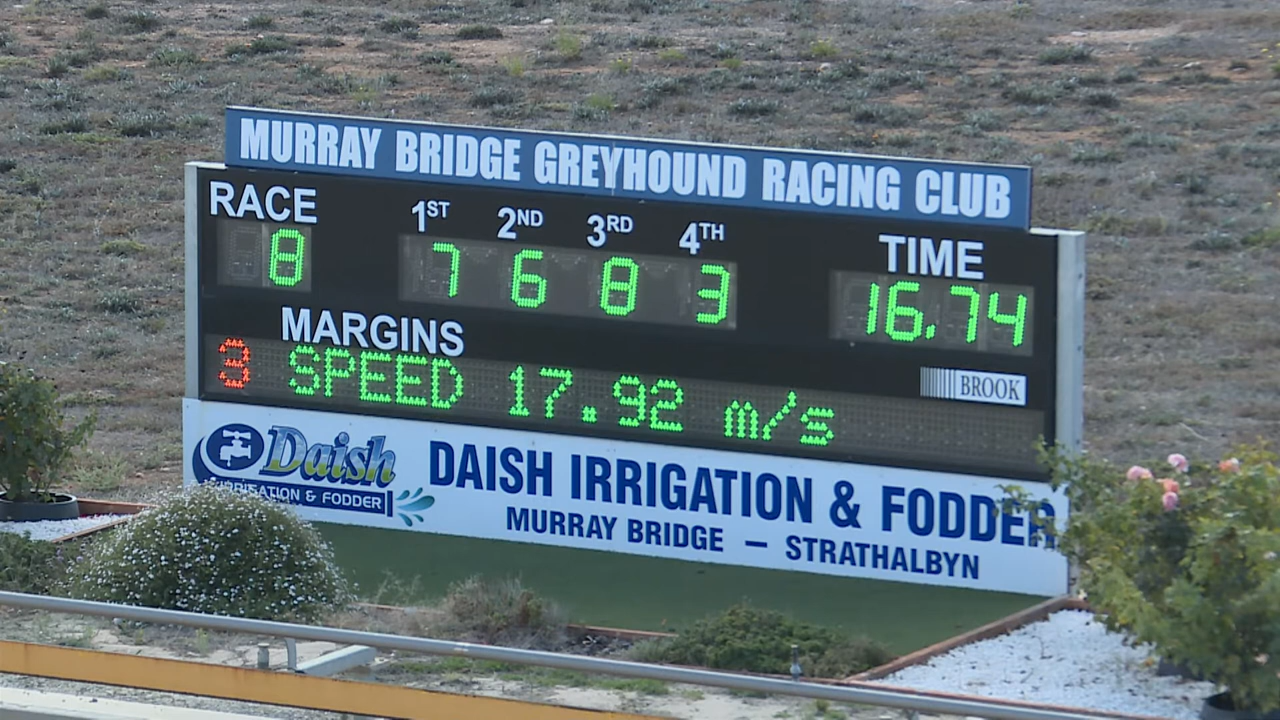 MURRAY BRIDGE GREYHOUND RACING CLUB
RACE 1ST 2ND 3RD 4TH TIME
8 7 6 8 3 16.74
MARGINS
3 SPEED 17.92 m/s
BROOK
Daish
IRRIGATION & FODDER
DAISH IRRIGATION & FODDER
MURRAY BRIDGE – STRATHALBYN